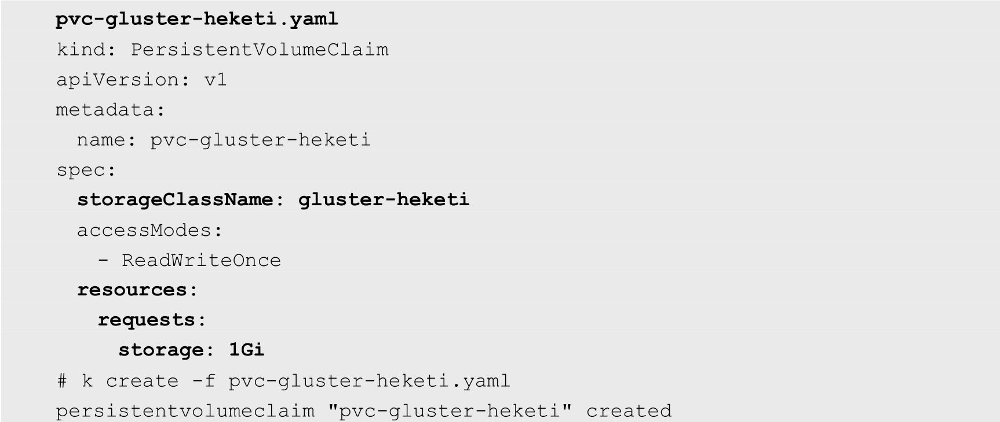 pvc-gluster-heketi.yaml
kind: PersistentVolumeClaim
apiVersion: v1
metadata:
  name: pvc-gluster-heketi
spec:
  storageClassName: gluster-heketi
  accessModes:
    - ReadWriteOnce
  resources:
    requests:
      storage: 1Gi
# k create -f pvc-gluster-heketi.yaml
persistentvolumeclaim "pvc-gluster-heketi" created